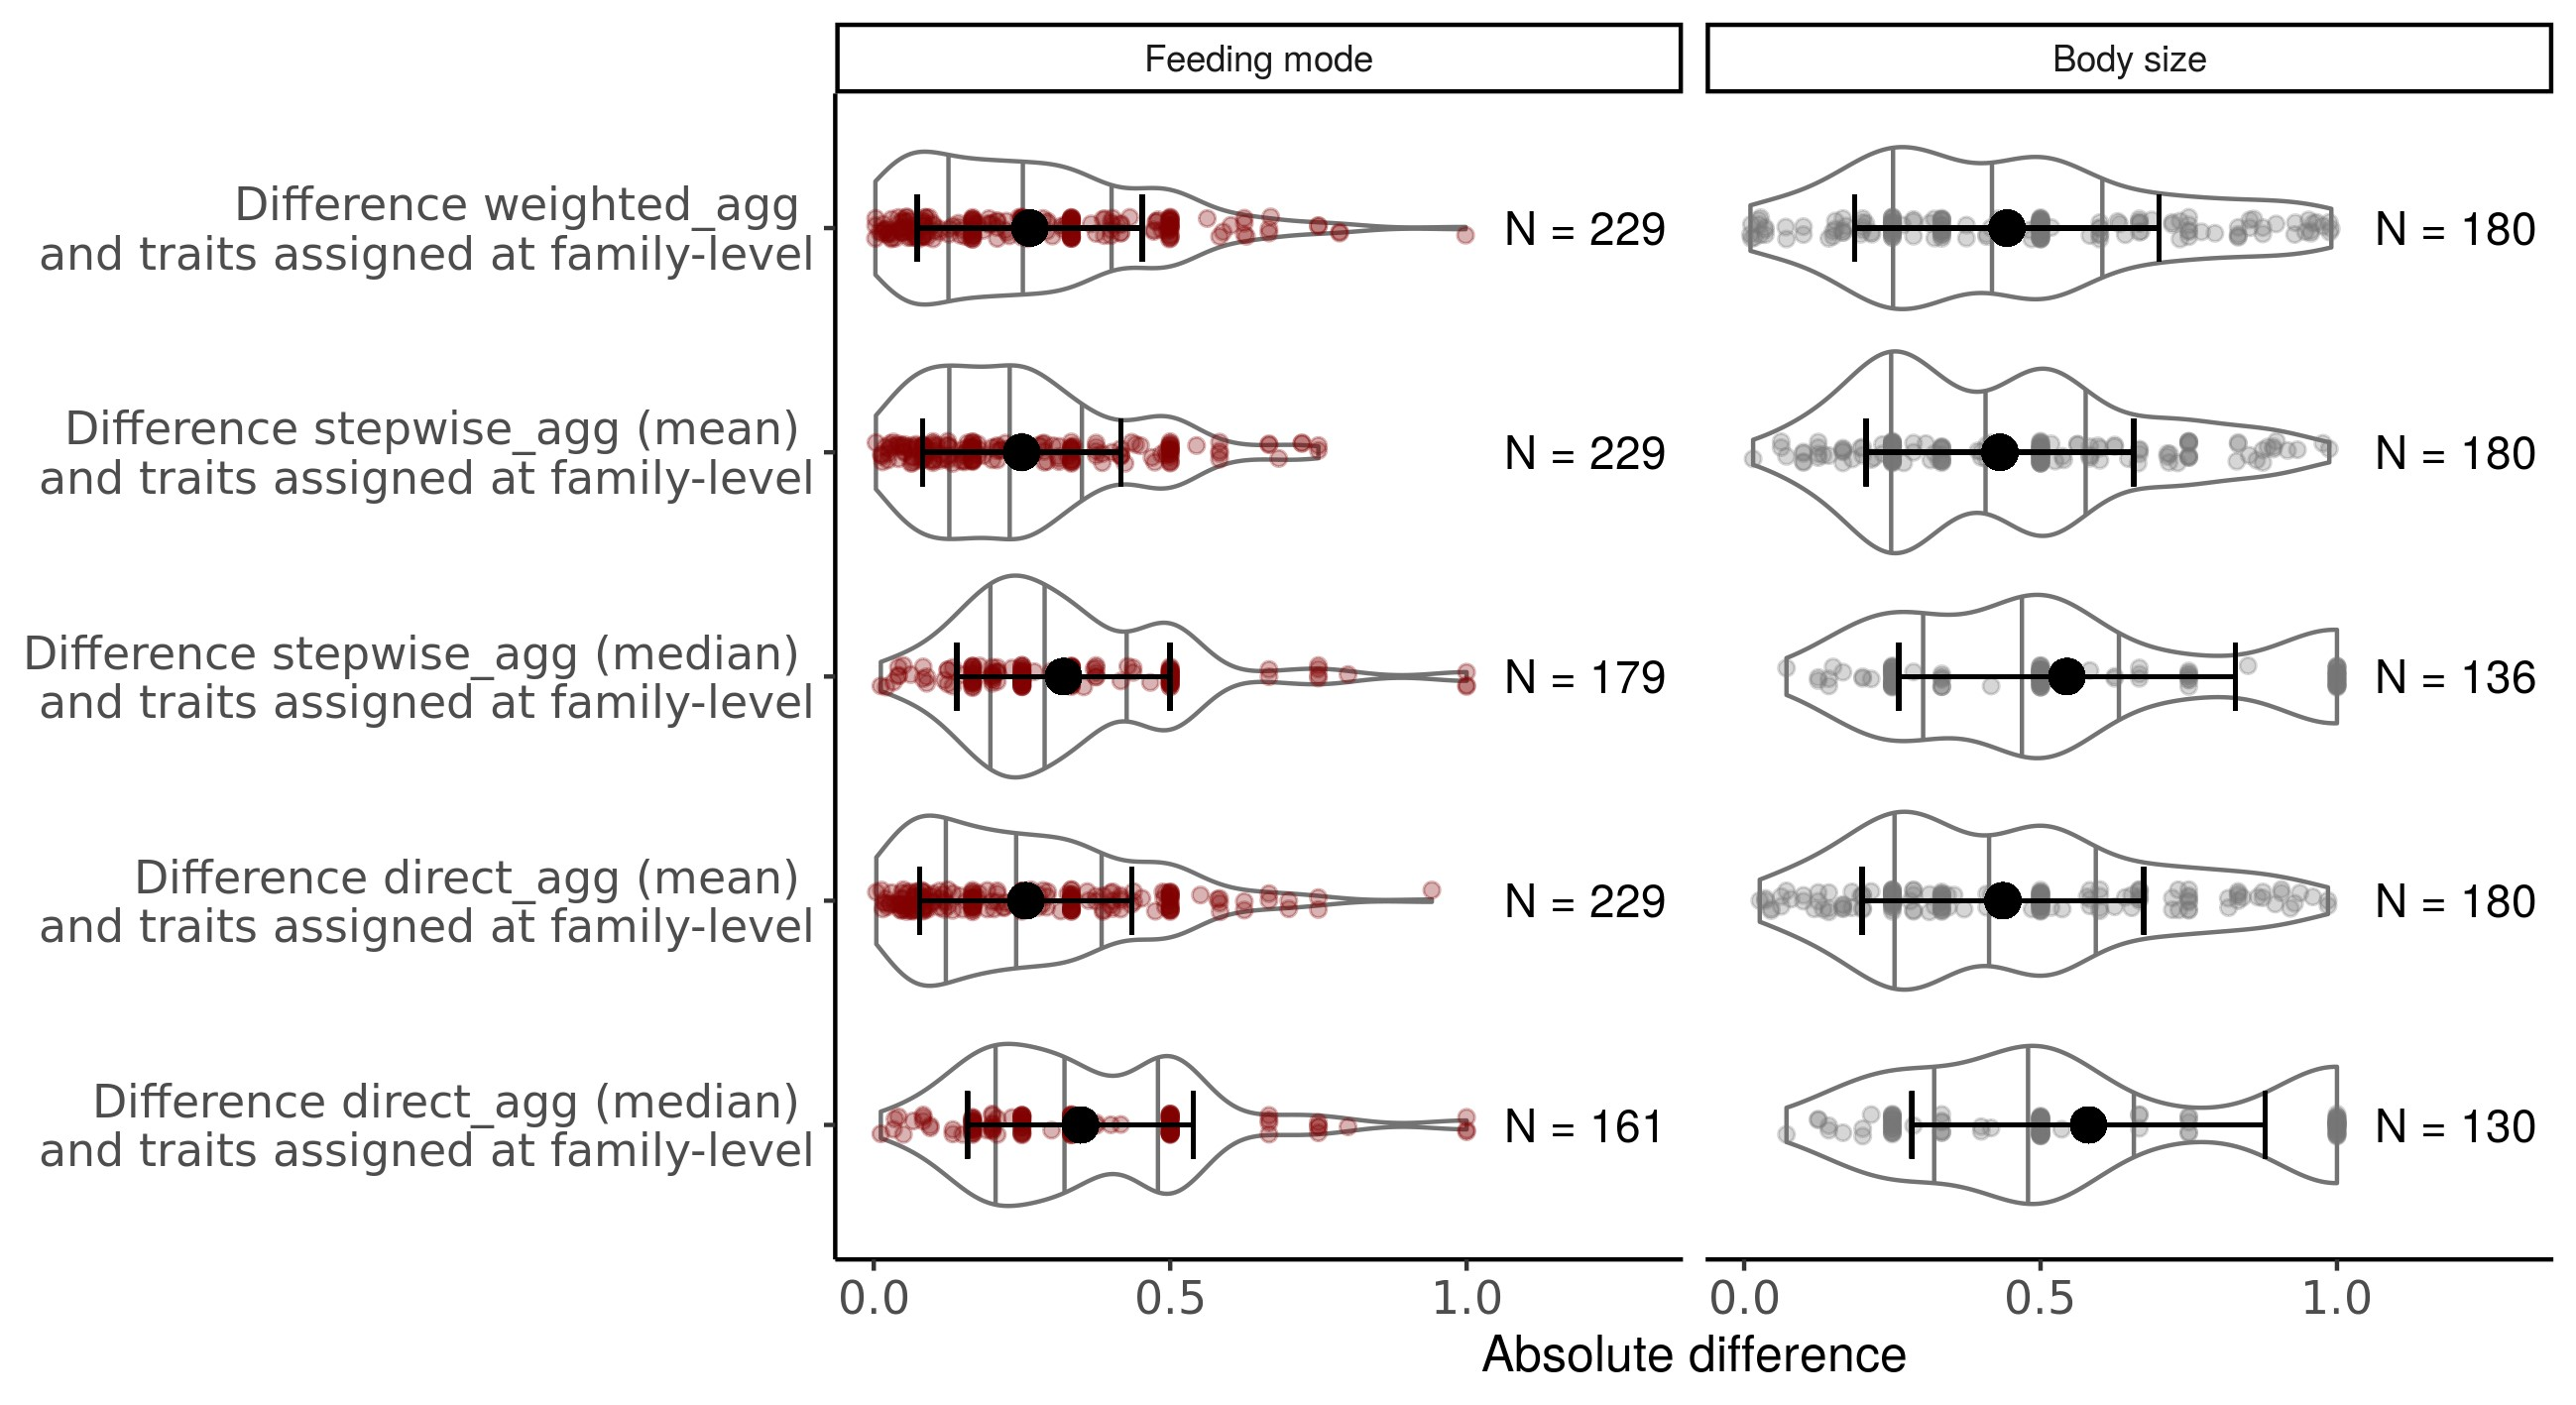 Feeding mode
Body size
Difference weighted_agg
and traits assigned at family-level
N = 229
N = 180
Difference stepwise_agg (mean)
and traits assigned at family-level
N = 229
N = 180
Difference stepwise_agg (median)
and traits assigned at family-level
N = 179
N = 136
Difference direct_agg (mean)
and traits assigned at family-level
N = 229
N = 180
Difference direct_agg (median)
and traits assigned at family-level
N = 161
N = 130
0.0 0.5 1.0
0.0 0.5 1.0
Absolute difference